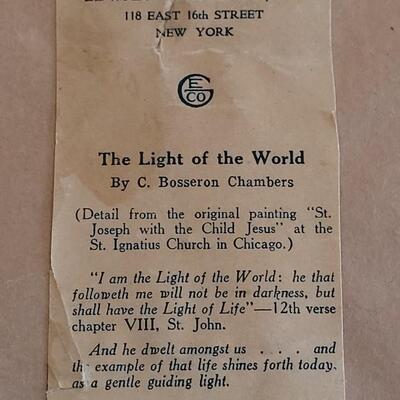 118 EAST 16th STREET
NEW YORK
G E CO
The Light of the World
By C. Bosseron Chambers
(Detail from the original painting "St.
Joseph with the Child Jesus" at the
St. Ignatius Church in Chicago.)
"I am the Light of the World: he that
followeth me will not be in darkness, but
shall have the Light of Life"—12th verse
chapter VIII, St. John.
And he dwelt amongst us . . . and
the example of that life shines forth today,
as a gentle guiding light.